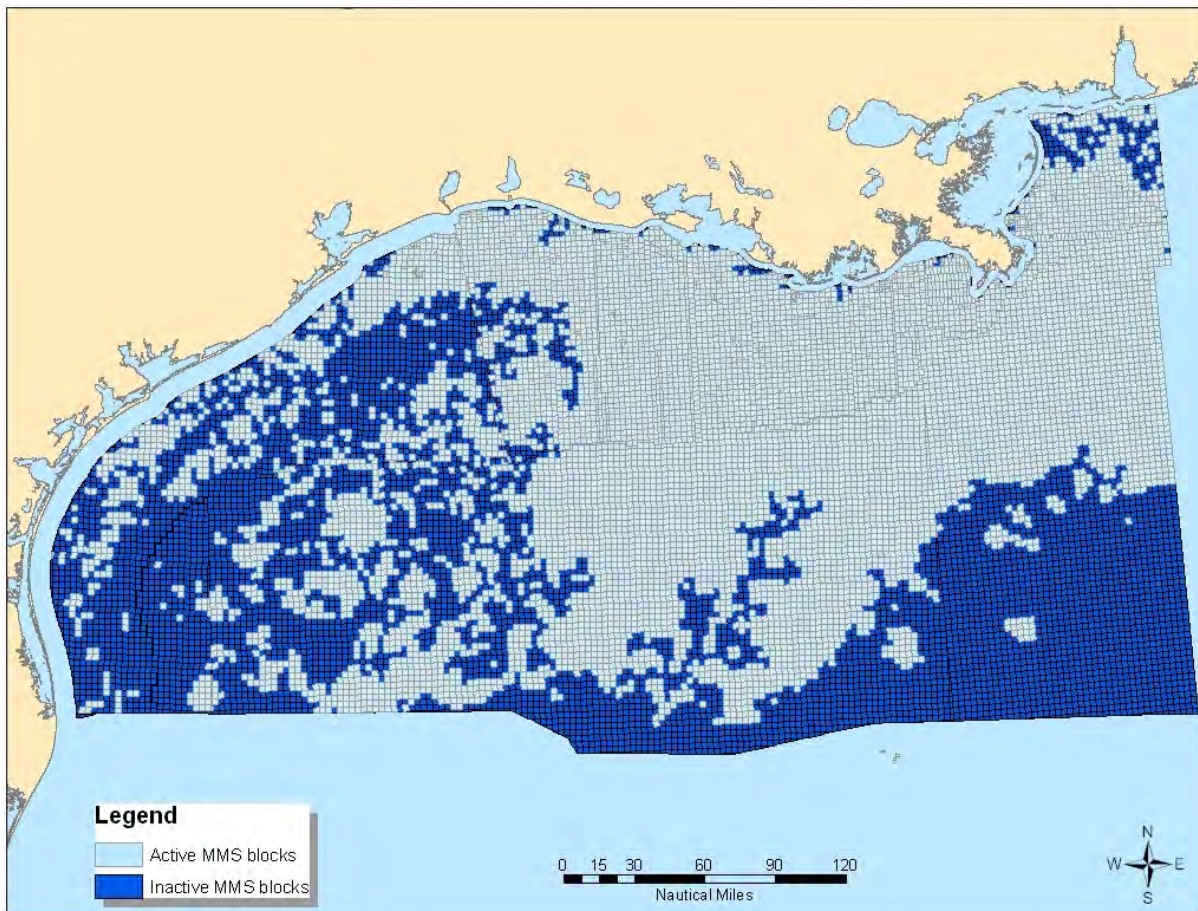 Legend
Active MMS blocks
Inactive MMS blocks
0 15 30 60 90 120
Nautical Miles
N
W E
S